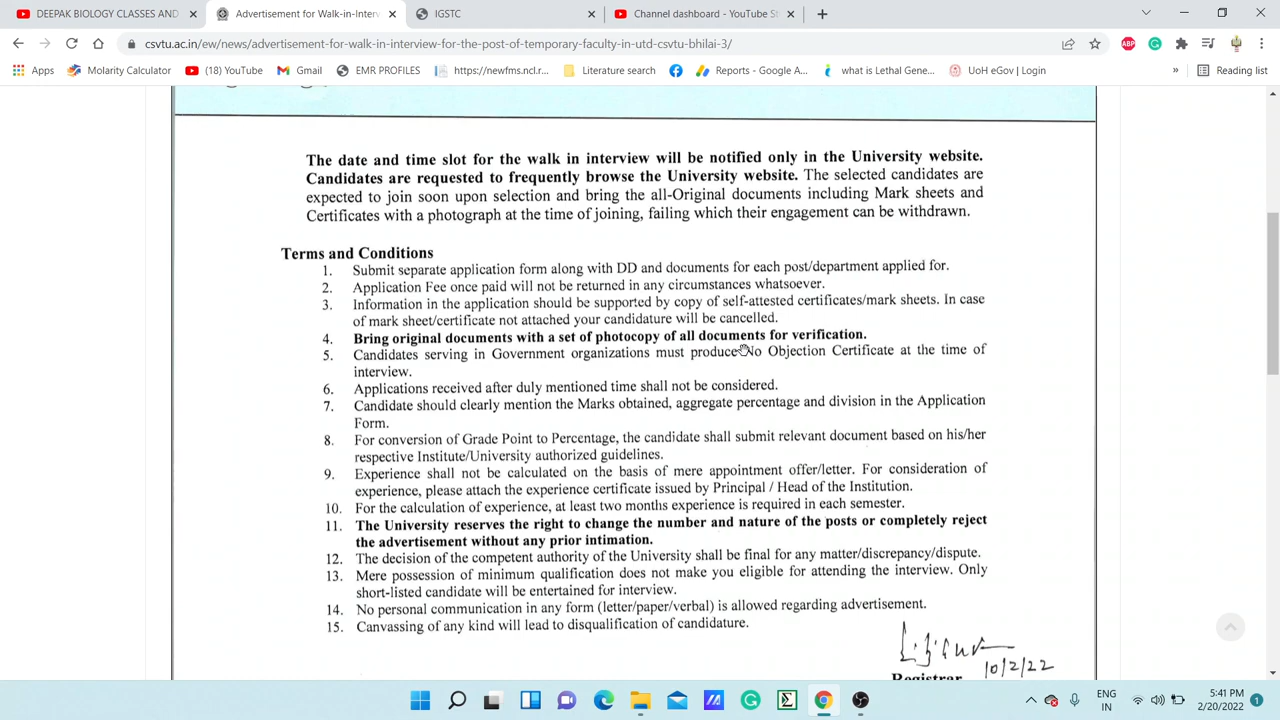 DEEPAK BIOLOGY CLASSES AND
Advertisement for Walk-in-Interv
IGSTC
Channel dashboard - YouTube St
csvtu.ac.in/ew/news/advertisement-for-walk-in-interview-for-the-post-of-temporary-faculty-in-utd-csvtu-bhilai-3/
Apps
Molarity Calculator
(18) YouTube
Gmail
EMR PROFILES
https://newfms.ncl.r...
Literature search
Reports - Google A...
what is Lethal Gene...
UoH eGov | Login
»
Reading list
The date and time slot for the walk in interview will be notified only in the University website.
Candidates are requested to frequently browse the University website. The selected candidates are
expected to join soon upon selection and bring the all-Original documents including Mark sheets and
Certificates with a photograph at the time of joining, failing which their engagement can be withdrawn.
Terms and Conditions
1. Submit separate application form along with DD and documents for each post/department applied for.
2. Application Fee once paid will not be returned in any circumstances whatsoever.
3. Information in the application should be supported by copy of self-attested certificates/mark sheets. In case
of mark sheet/certificate not attached your candidature will be cancelled.
4. Bring original documents with a set of photocopy of all documents for verification.
5. Candidates serving in Government organizations must produce No Objection Certificate at the time of
interview.
6. Applications received after duly mentioned time shall not be considered.
7. Candidate should clearly mention the Marks obtained, aggregate percentage and division in the Application
Form.
8. For conversion of Grade Point to Percentage, the candidate shall submit relevant document based on his/her
respective Institute/University authorized guidelines.
9. Experience shall not be calculated on the basis of mere appointment offer/letter. For consideration of
experience, please attach the experience certificate issued by Principal / Head of the Institution.
10. For the calculation of experience, at least two months experience is required in each semester.
11. The University reserves the right to change the number and nature of the posts or completely reject
the advertisement without any prior intimation.
12. The decision of the competent authority of the University shall be final for any matter/discrepancy/dispute.
13. Mere possession of minimum qualification does not make you eligible for attending the interview. Only
short-listed candidate will be entertained for interview.
14. No personal communication in any form (letter/paper/verbal) is allowed regarding advertisement.
15. Canvassing of any kind will lead to disqualification of candidature.
10/2/22
Registrar
ENG
IN
5:41 PM
2/20/2022
1